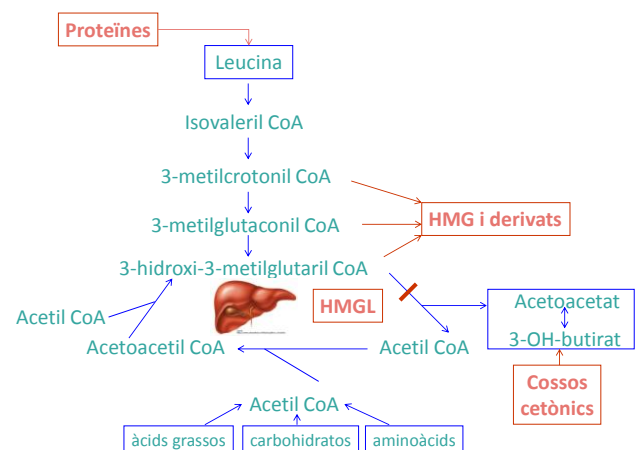 Proteïnes
Leucina
Isovaleril CoA
3-metilcrotonil CoA
3-metilglutaconil CoA
HMG i derivats
3-hidroxi-3-metilglutaril CoA
HMGL
Acetil CoA
Acetoacetil CoA
Acetil CoA
Acetoacetat
3-OH-butirat
Cossos
cetònics
Acetil CoA
àcids grassos
carbohidratos
aminoàcids